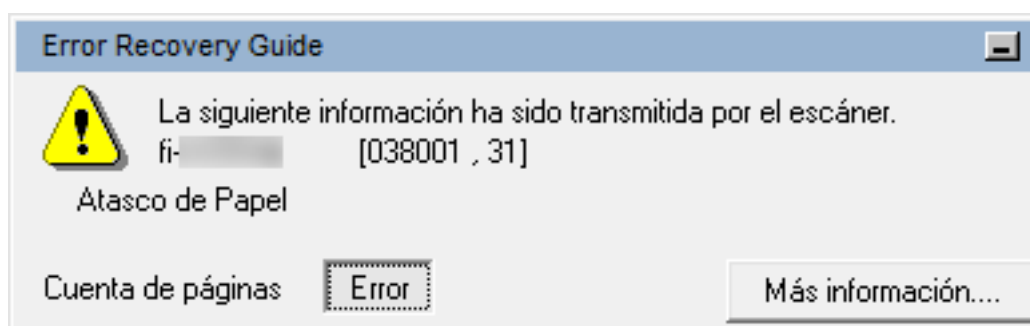 Error Recovery Guide
La siguiente información ha sido transmitida por el escáner.
fi- [038001 , 31]
Atasco de Papel
Cuenta de páginas Error Más información....